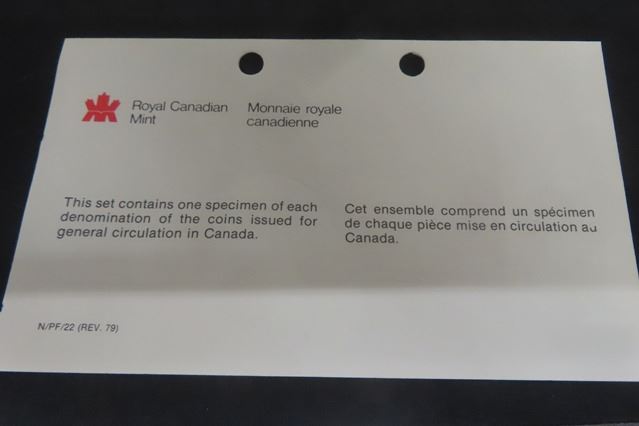 Royal Canadian
Mint
Monnaie royale
canadienne
This set contains one specimen of each
denomination of the coins issued for
general circulation in Canada.
Cet ensemble comprend un spécimen
de chaque pièce mise en circulation au
Canada.
N/PF/22 (REV. 79)